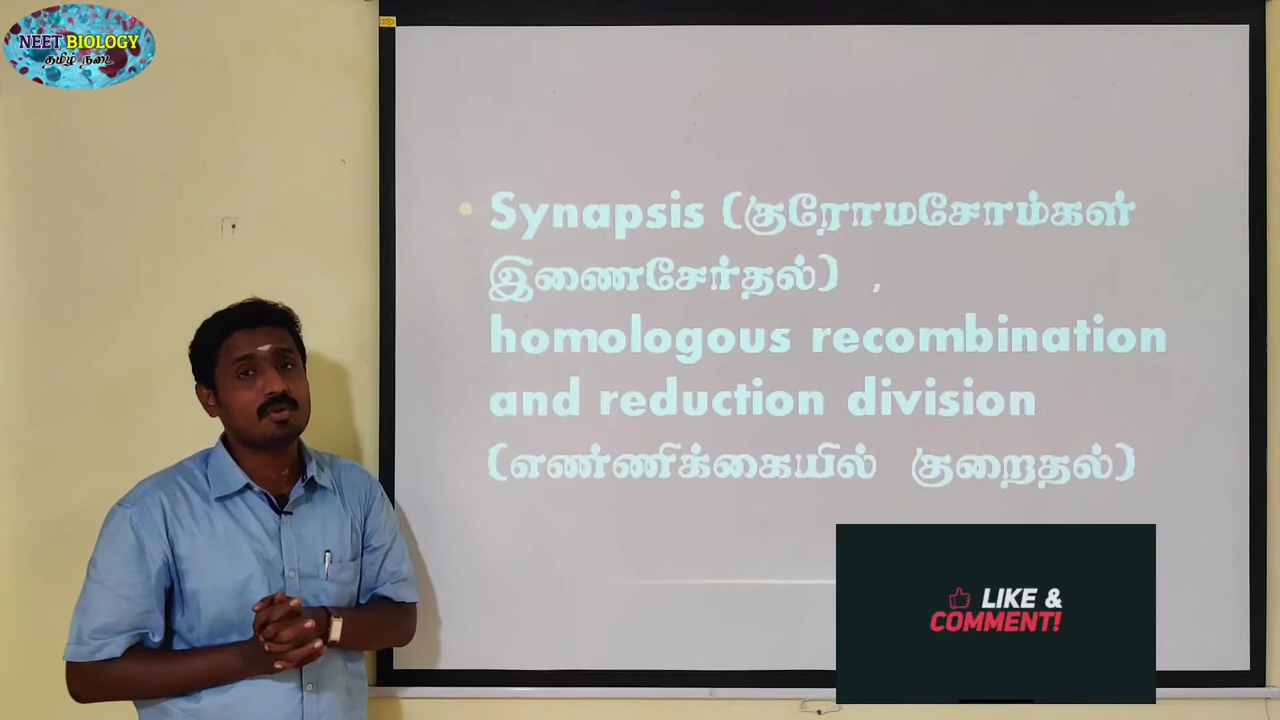 NEET BIOLOGY
தமிழ் நடை
• Synapsis (குரோமசோம்கள்
இணைசேர்தல்) ,
homologous recombination
and reduction division
(எண்ணிக்கையில் குறைதல்)
LIKE &
COMMENT!